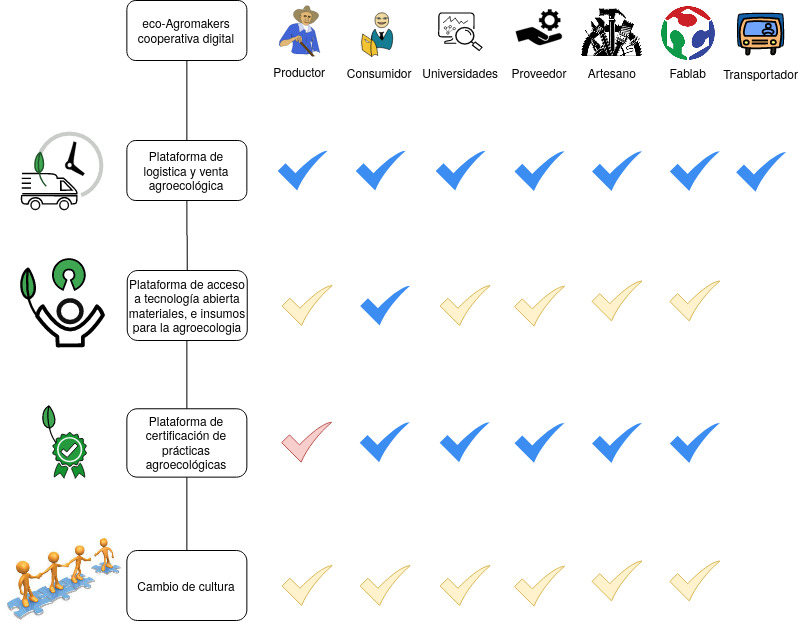 eco-Agromakers
cooperativa digital
Productor
Consumidor
Universidades
Proveedor
Artesano
Fablab
Transportador
Plataforma de
logistica y venta
agroecológica
Plataforma de acceso
a tecnología abierta
materiales, e insumos
para la agroecologia
Plataforma de
certificación de
prácticas
agroecológicas
Cambio de cultura